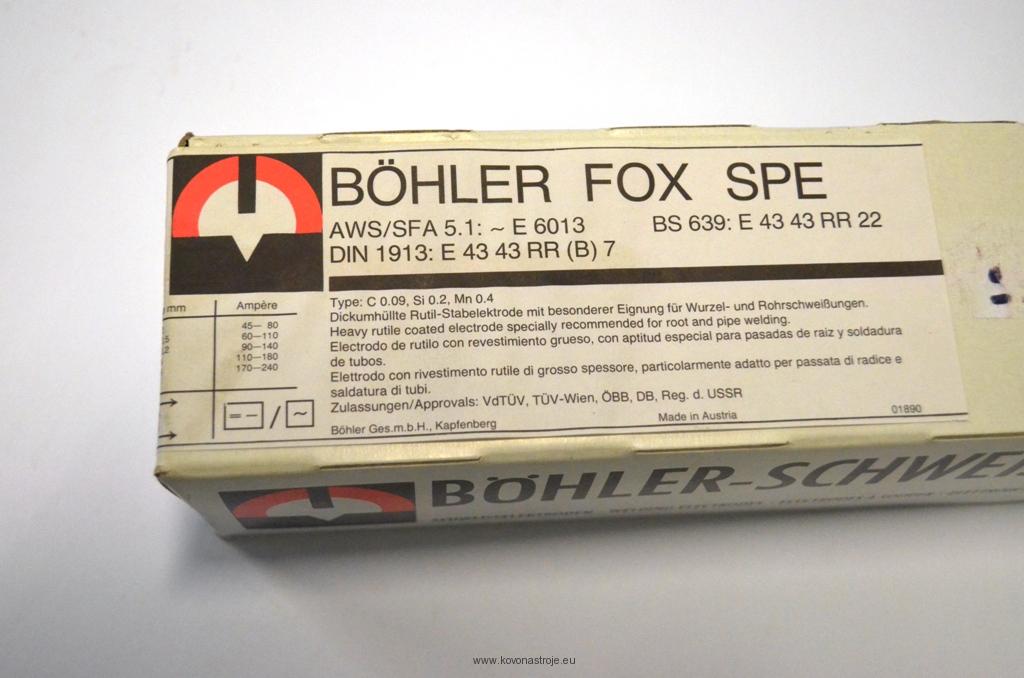 BÖHLER FOX SPE
AWS/SFA 5.1: ~ E 6013 BS 639: E 43 43 RR 22
DIN 1913: E 43 43 RR (B) 7
mm Ampère
45— 80
60—110
90—140
110—180
170—240
= – / ~
Type: C 0.09, Si 0.2, Mn 0.4
Dickumhüllte Rutil-Stabelektrode mit besonderer Eignung für Wurzel- und Rohrschweißungen.
Heavy rutile coated electrode specially recommended for root and pipe welding.
Electrodo de rutilo con revestimiento grueso, con aptitud especial para pasadas de raiz y soldadura
de tubos.
Elettrodo con rivestimento rutile di grosso spessore, particolarmente adatto per passata di radice e
saldatura di tubi.
Zulassungen/Approvals: VdTÜV, TÜV-Wien, ÖBB, DB, Reg. d. USSR
Böhler Ges.m.b.H., Kapfenberg Made in Austria 01890
BÖHLER-SCHWE
www.kovonastroje.eu